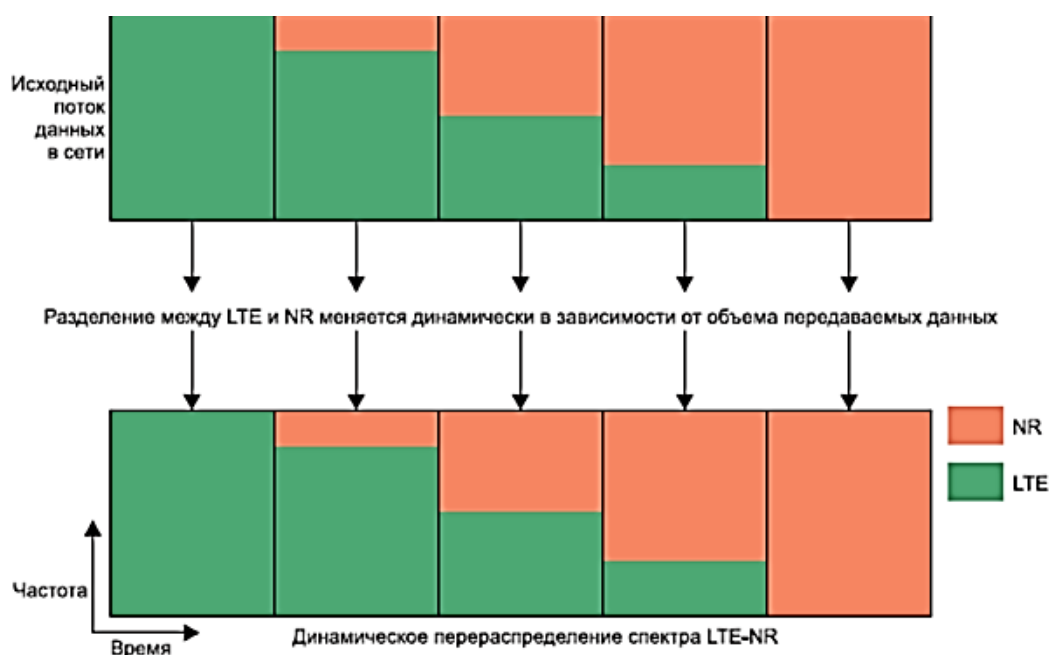 Исходный
поток
данных
в сети
Разделение между LTE и NR меняется динамически в зависимости от объема передаваемых данных
NR
LTE
Частота
Время
Динамическое перераспределение спектра LTE-NR